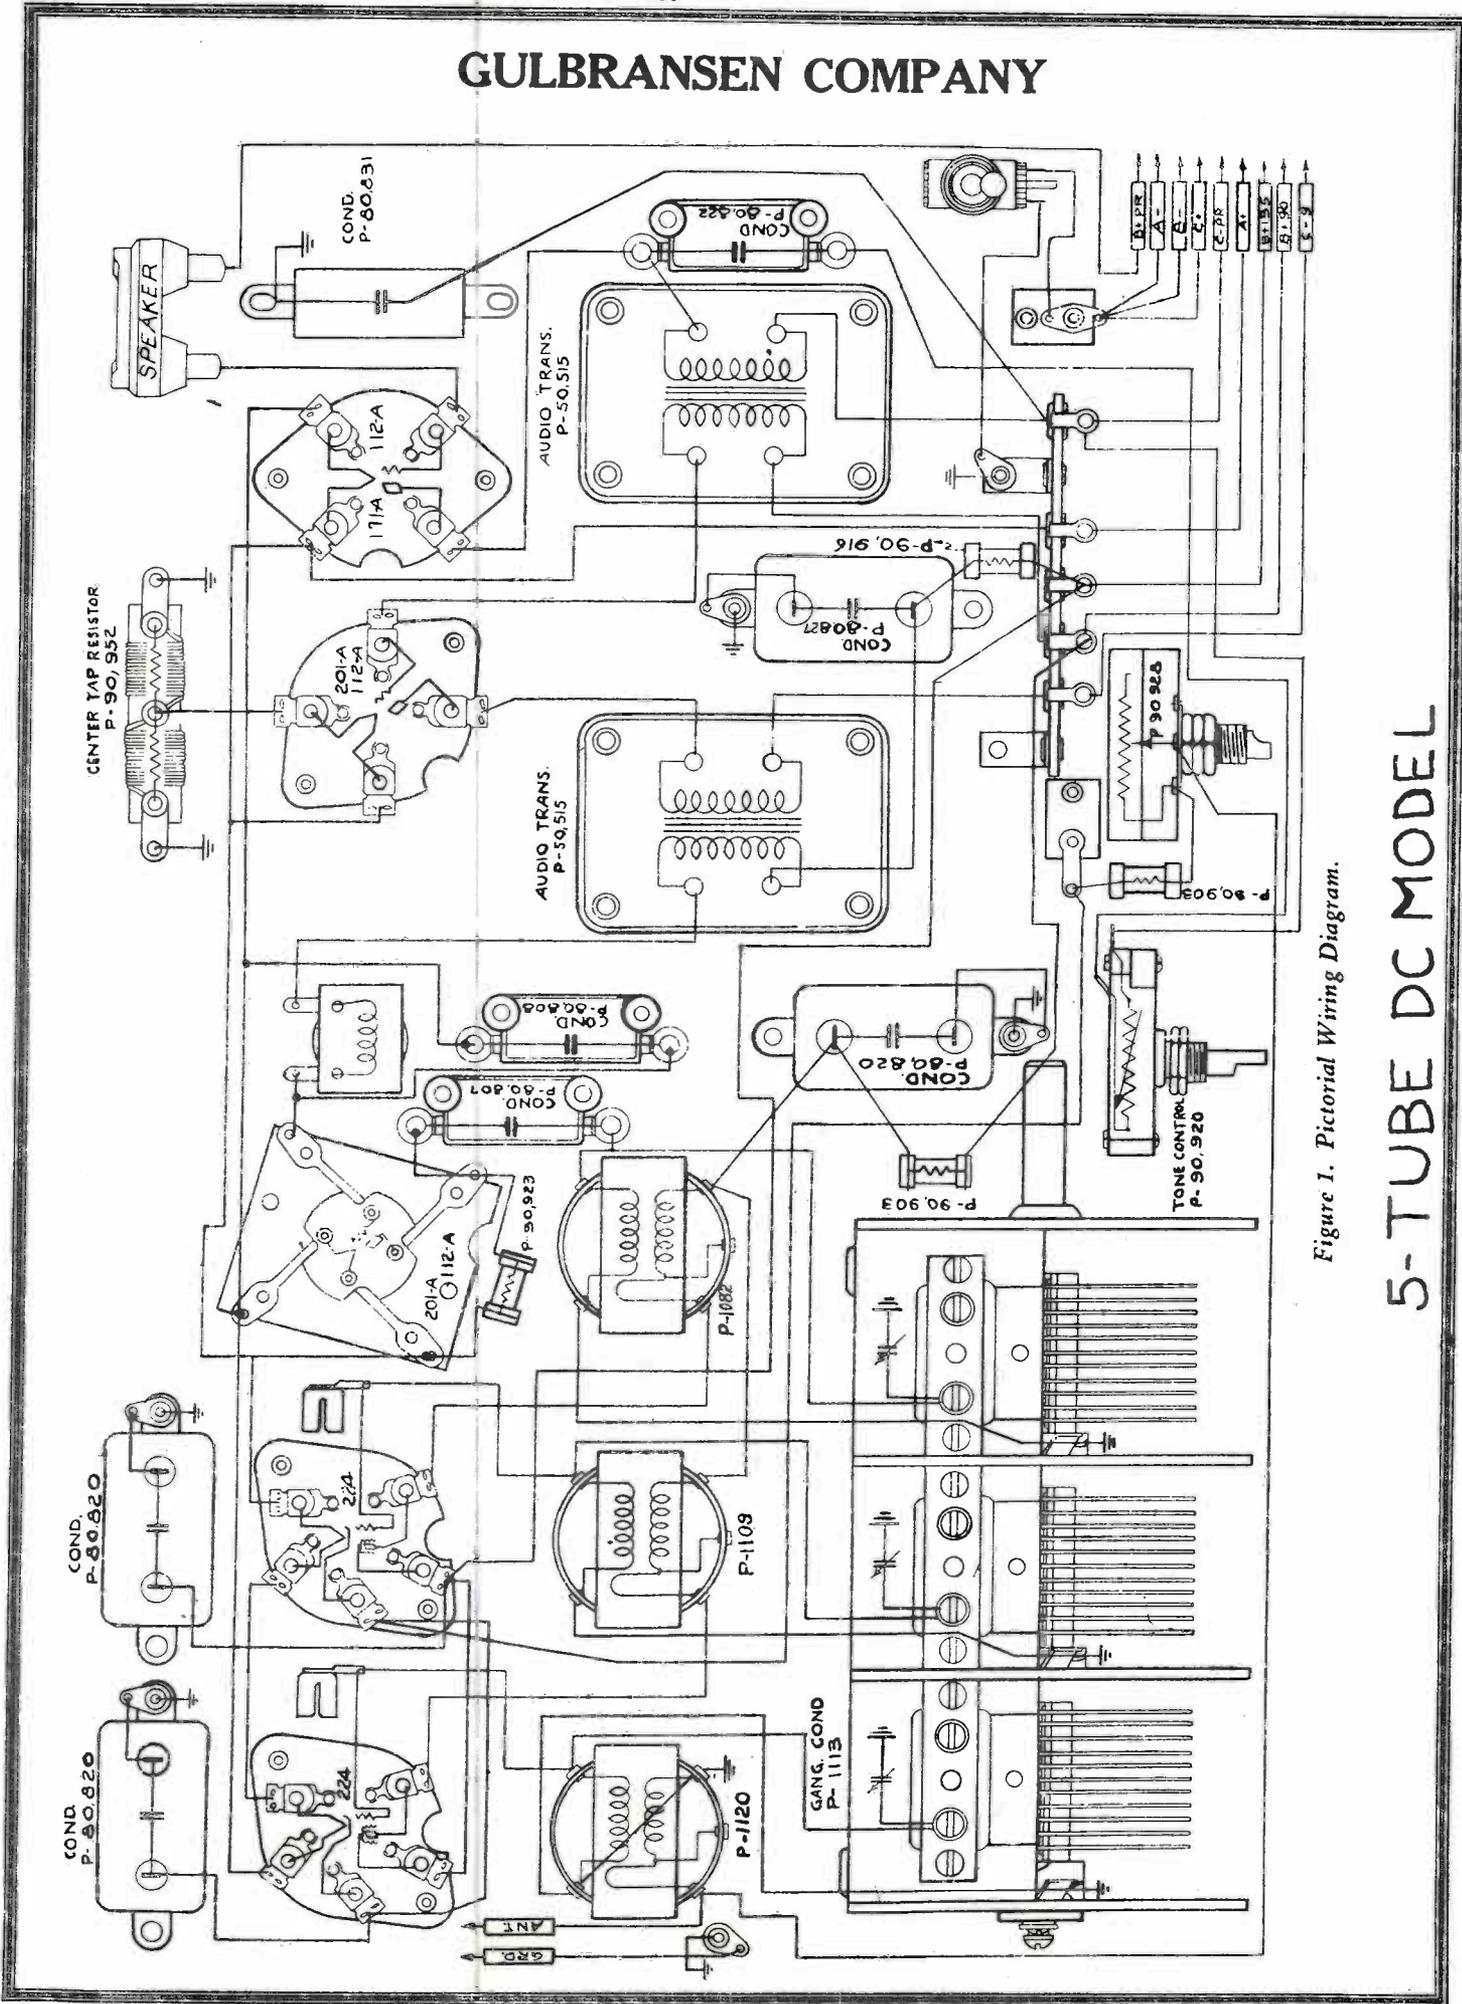 GULBRANSEN COMPANY
SPEAKER
COND.
P-80,831
COND
P-80,822
AUDIO TRANS.
P-50,515
112-A
171-A
B+PR
A-
B-
C+
C-PR
A+
B+55
B+90
C-9
CENTER TAP RESISTOR
P-90,952
201-A
112-A
P-90,916
COND.
P-80827
AUDIO TRANS.
P-50,515
P 90 928
P-90,903
COND.
P-80,808
COND.
P-80,807
COND.
P-80,820
P-90,903
TONE CONTROL
P-90,920
201-A
112-A
P-90,923
P-1082
COND.
P-80,820
224
P-1109
COND.
P-80,820
224
P-1120
GANG. COND
P-1113
ANT.
GRD.
Figure 1. Pictorial Wiring Diagram.
5-TUBE DC MODEL